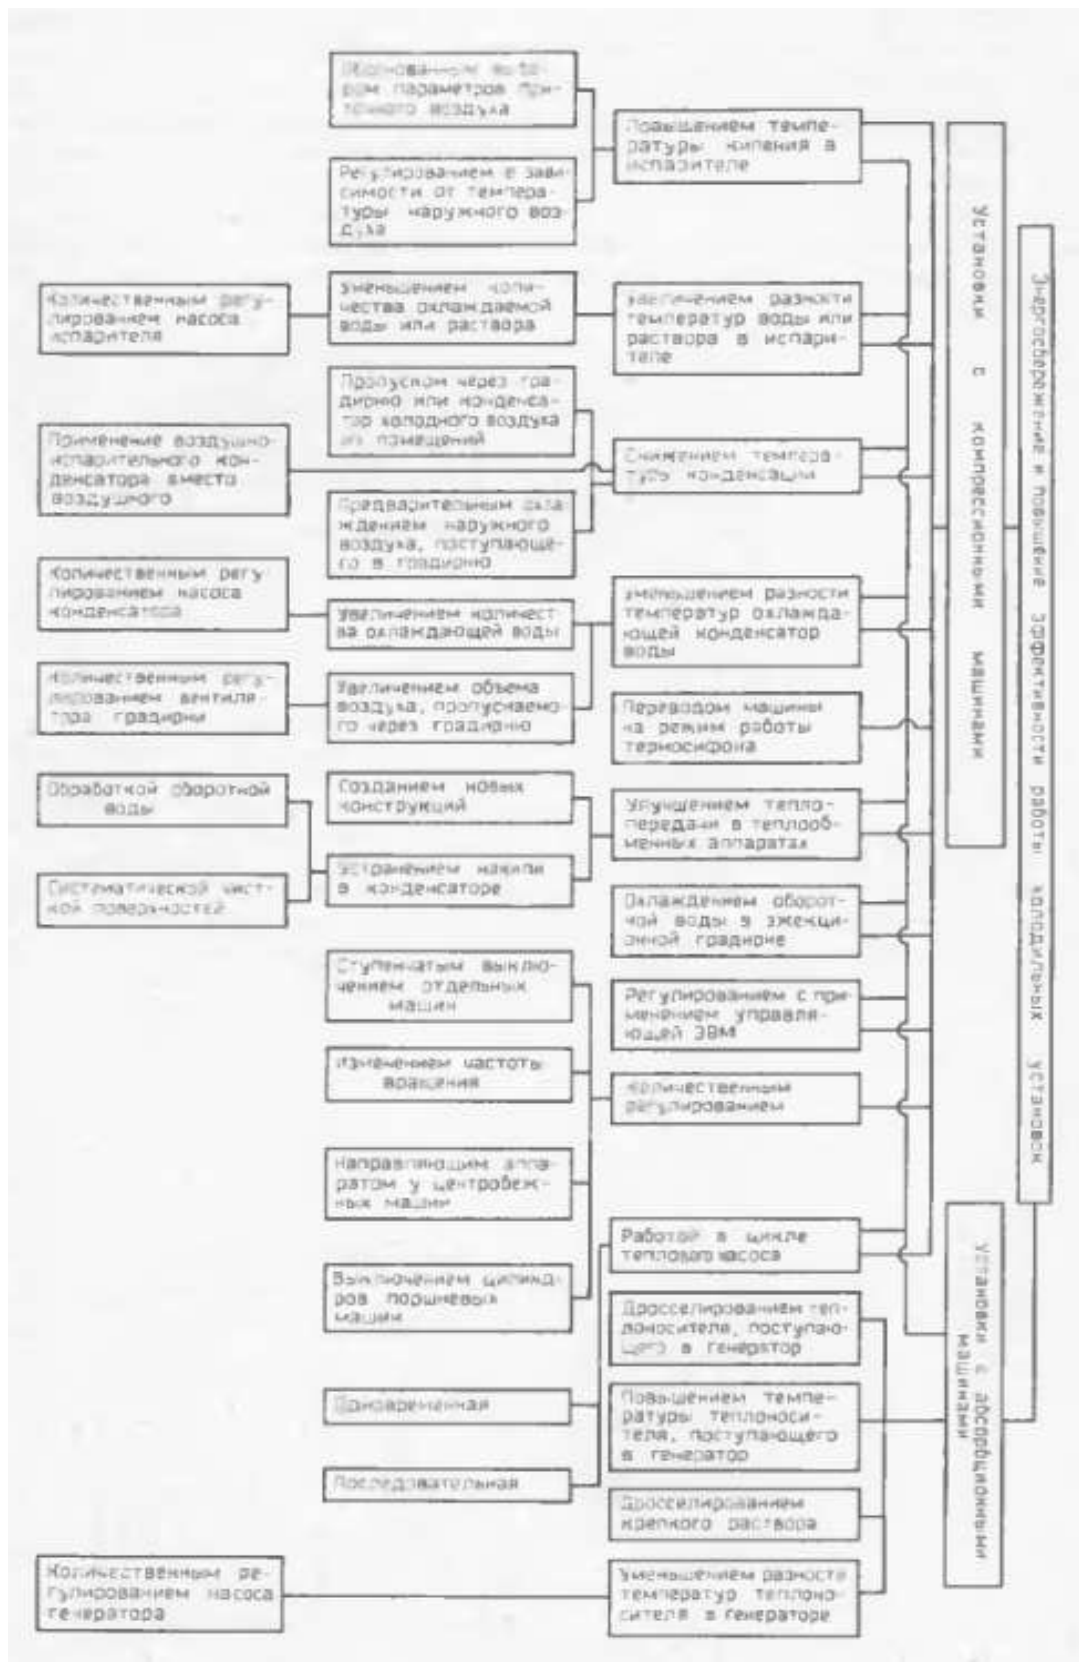 Обоснованным выбо-
ром параметров при-
точного воздуха
Регулированием в зави-
симости от темпера-
туры наружного воз-
духа
Повышением темпе-
ратуры кипения в
испарителе
Количественным регу-
лированием насоса
испарителя
Уменьшением коли-
чества охлаждаемой
воды или раствора
Увеличением разности
температур воды или
раствора в испари-
теле
Пропуском через гра-
дирню или конденса-
тор холодного воздуха
из помещений
Применение воздушно-
испарительного кон-
денсатора вместо
воздушного
Снижением темпера-
туры конденсации
Предварительным охла-
ждением наружного
воздуха, поступающе-
го в градирню
Количественным регу
лированием насоса
конденсатора
Увеличением количест
ва охлаждающей воды
Уменьшением разности
температур охлажда-
ющей конденсатор
воды
Количественным регу-
лированием вентиля-
тора градирни
Увеличением объема
воздуха, пропускаемо-
го через градирню
Переводом машины
на режим работы
термосифона
Обработкой оборотной
воды
Созданием новых
конструкций
Улучшением тепло-
передачи в теплооб-
менных аппаратах
Систематической чист-
кой поверхностей
Устранением накипи
в конденсаторе
Охлаждением оборот-
ной воды в эжекци-
онной градирне
Ступенчатым выклю-
чением отдельных
машин
Регулированием с при-
менением управля-
ющей ЭВМ
Изменением частоты
вращения
Количественным
регулированием
Направляющим аппа-
ратом у центробеж-
ных машин
Работой в цикле
теплового насоса
Выключением цилинд-
ров поршневых
машин
Дросселированием теп-
лоносителя, поступаю-
щего в генератор
Одновременная
Повышением темпе-
ратуры теплоноси-
теля, поступающего
в генератор
Последовательная
Дросселированием
крепкого раствора
Количественным ре-
гулированием насоса
генератора
Уменьшением разности
температур теплоно-
сителя в генераторе
Установки с компрессионными машинами
Установки с абсорбционными
машинами
Энергосбережение и повышение эффективности работы холодильных установок